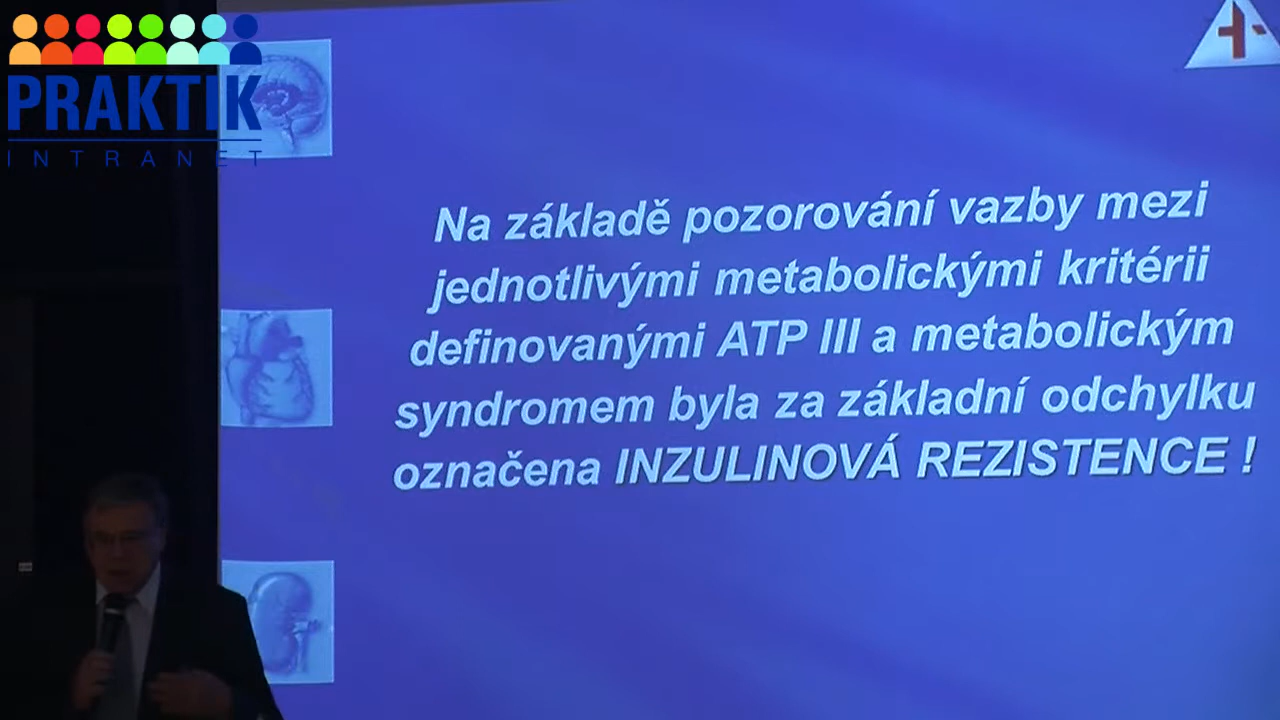 PRAKTIK
INTRANET
Na základě pozorování vazby mezi
jednotlivými metabolickými kritérii
definovanými ATP III a metabolickým
syndromem byla za základní odchylku
označena INZULINOVÁ REZISTENCE !